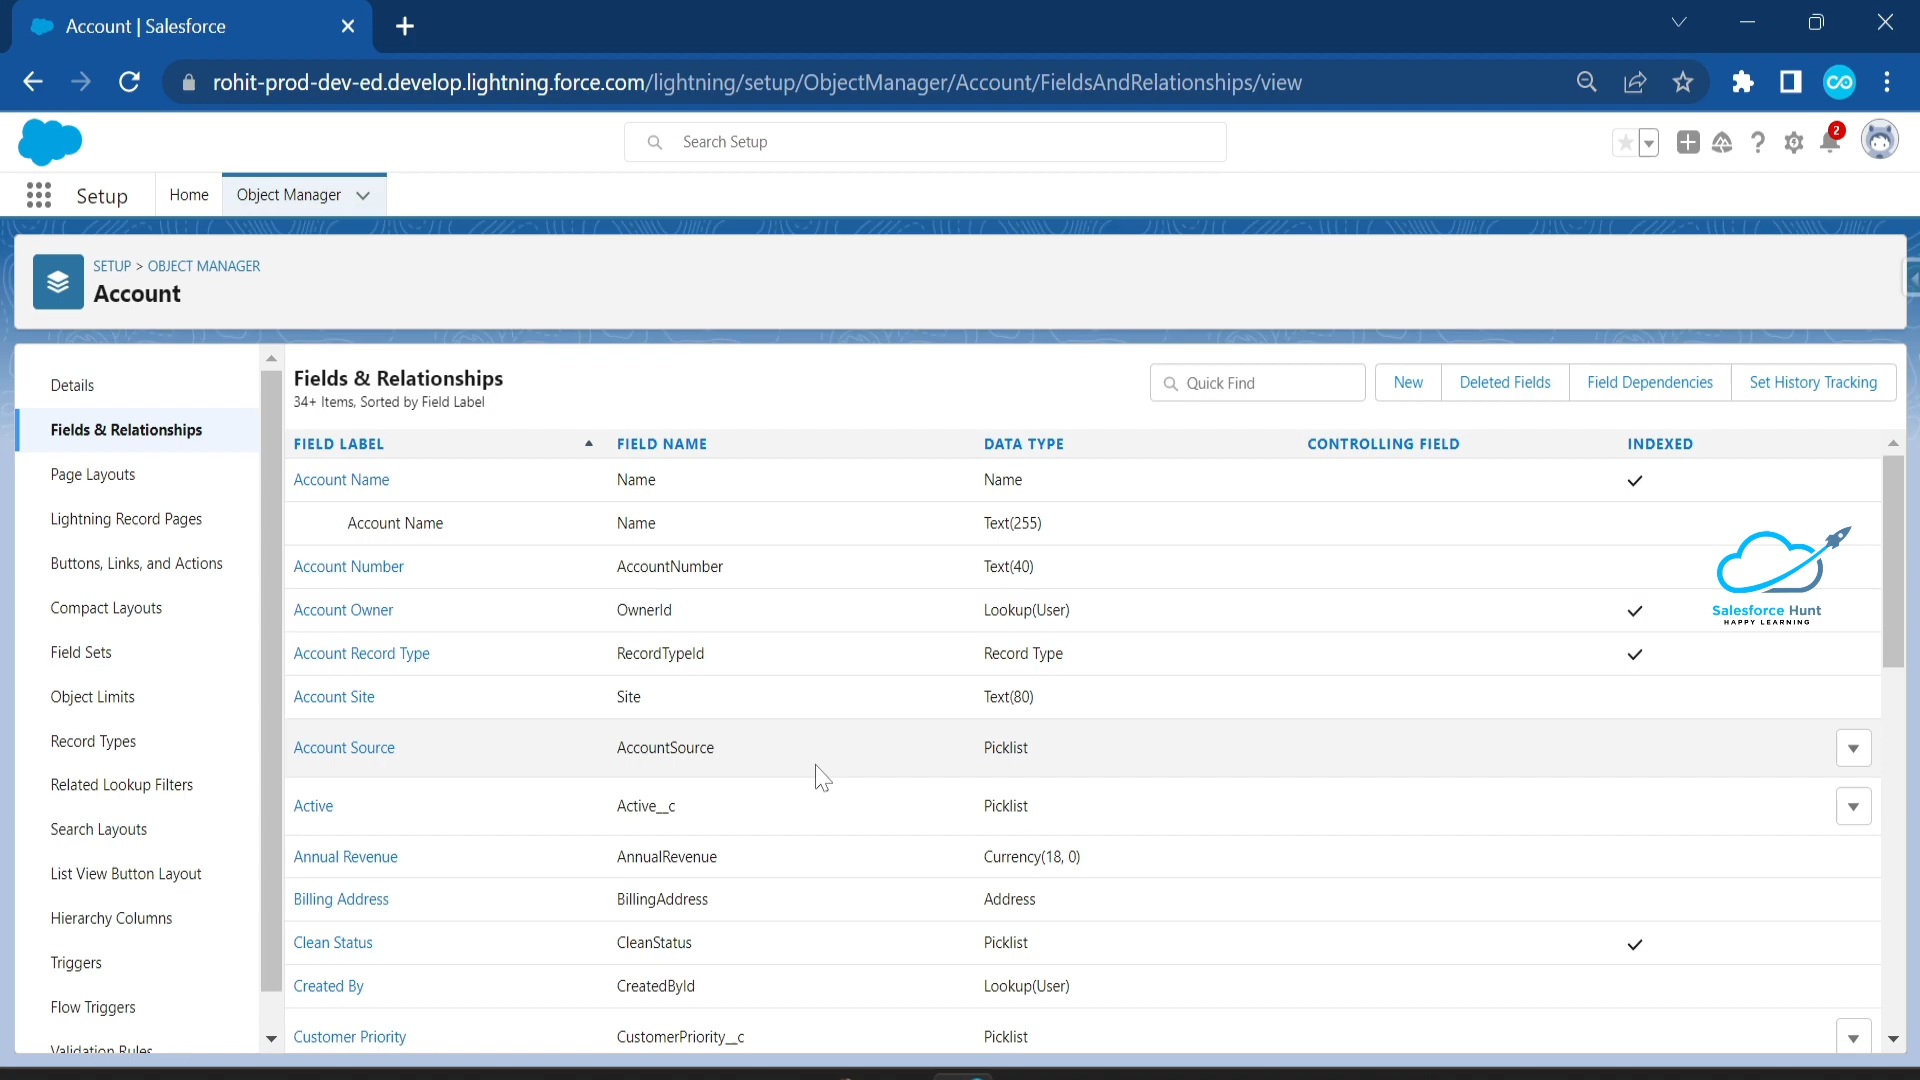 Account | Salesforce
rohit-prod-dev-ed.develop.lightning.force.com/lightning/setup/ObjectManager/Account/FieldsAndRelationships/view
Search Setup
2
Setup
Home
Object Manager
SETUP > OBJECT MANAGER
Account
Details
Fields & Relationships
Page Layouts
Lightning Record Pages
Buttons, Links, and Actions
Compact Layouts
Field Sets
Object Limits
Record Types
Related Lookup Filters
Search Layouts
List View Button Layout
Hierarchy Columns
Triggers
Flow Triggers
Validation Rules
Fields & Relationships
34+ Items, Sorted by Field Label
Quick Find
New
Deleted Fields
Field Dependencies
Set History Tracking
FIELD LABEL FIELD NAME DATA TYPE CONTROLLING FIELD INDEXED
Account Name Name Name
Account Name Name Text(255)
Account Number AccountNumber Text(40)
Account Owner OwnerId Lookup(User)
Account Record Type RecordTypeId Record Type
Account Site Site Text(80)
Account Source AccountSource Picklist
Active Active__c Picklist
Annual Revenue AnnualRevenue Currency(18, 0)
Billing Address BillingAddress Address
Clean Status CleanStatus Picklist
Created By CreatedById Lookup(User)
Customer Priority CustomerPriority__c Picklist
Salesforce Hunt
HAPPY LEARNING